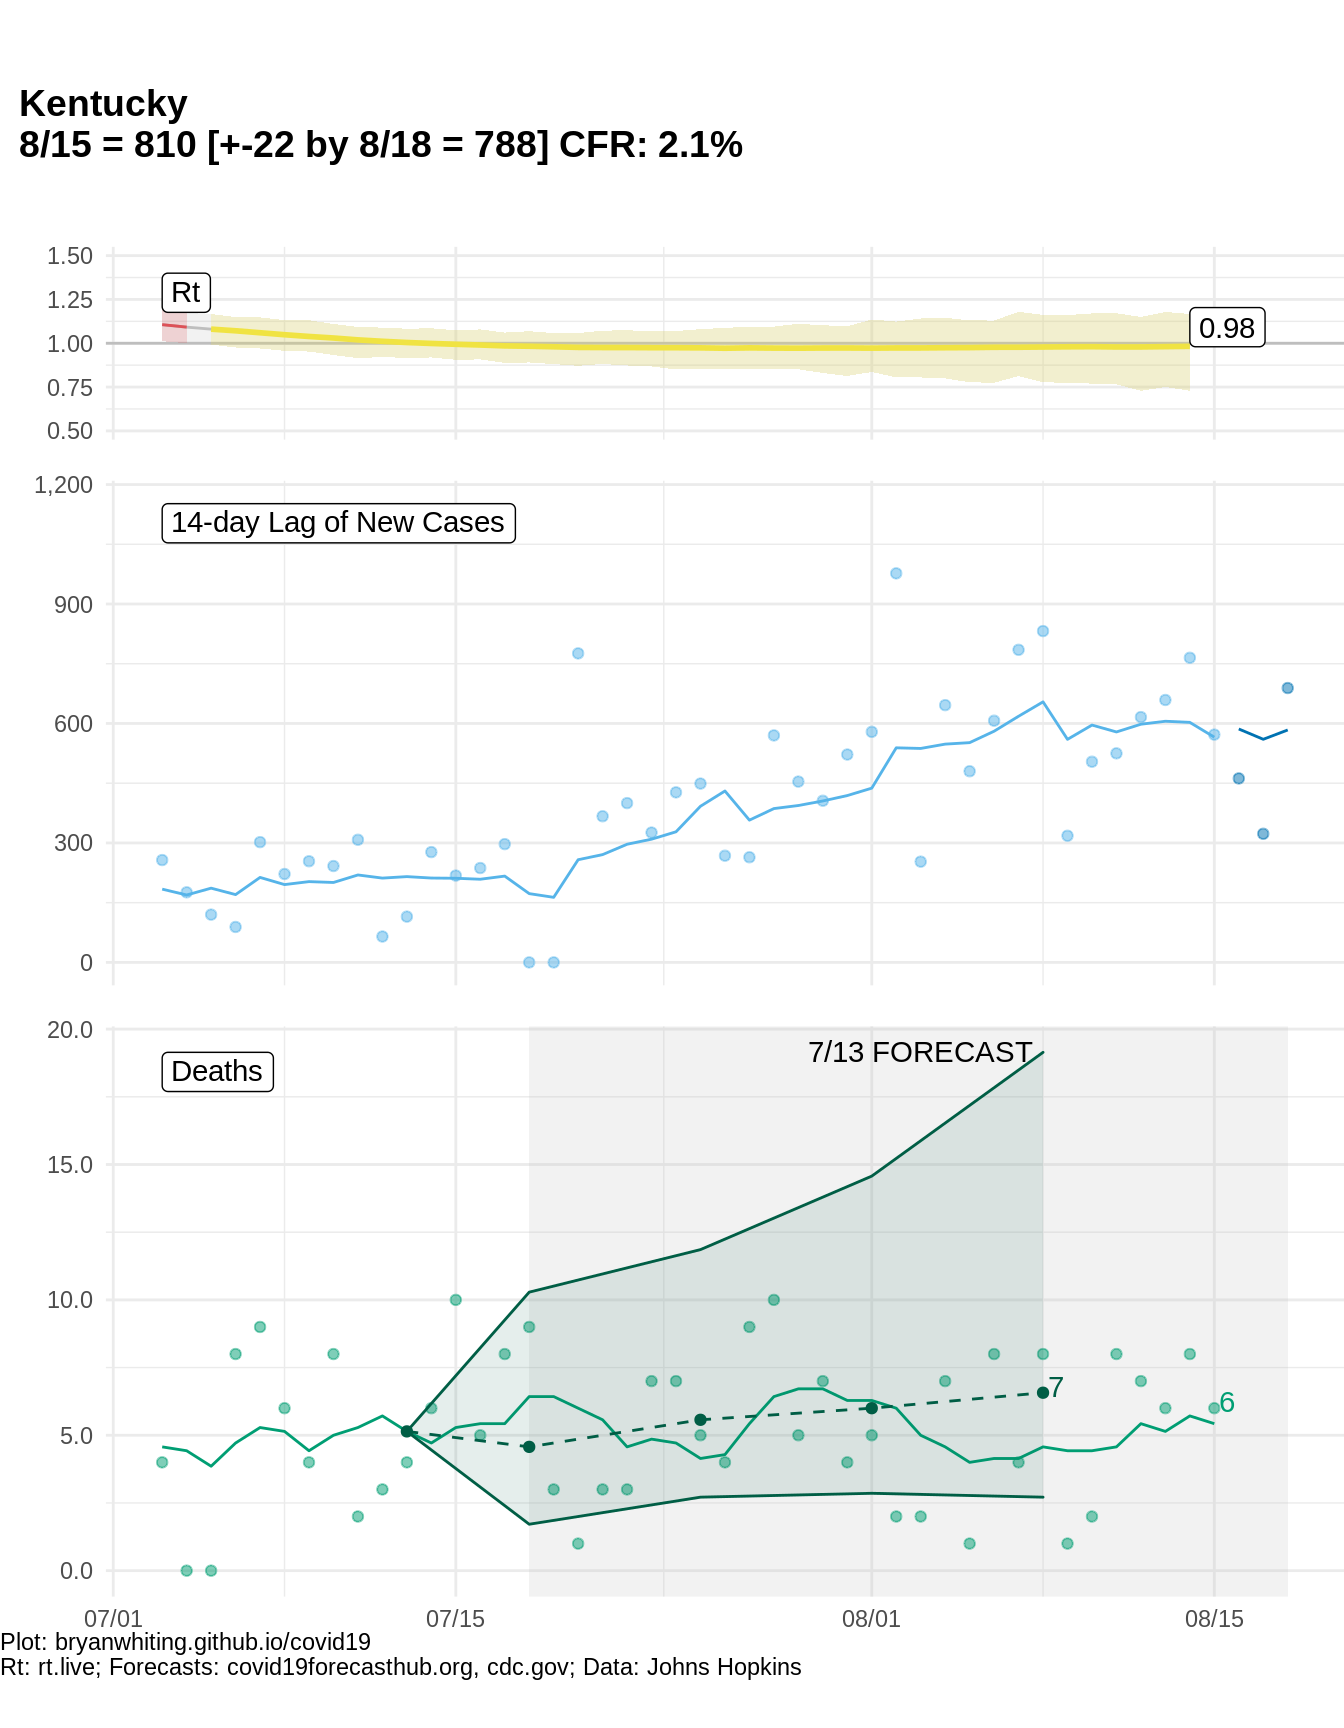 Kentucky
8/15 = 810 [+-22 by 8/18 = 788] CFR: 2.1%
1.50
1.25
1.00
0.75
0.50
Rt
0.98
1,200
900
600
300
0
14-day Lag of New Cases
20.0
15.0
10.0
5.0
0.0
Deaths
7/13 FORECAST
7
6
07/01
07/15
08/01
08/15
Plot: bryanwhiting.github.io/covid19
Rt: rt.live; Forecasts: covid19forecasthub.org, cdc.gov; Data: Johns Hopkins